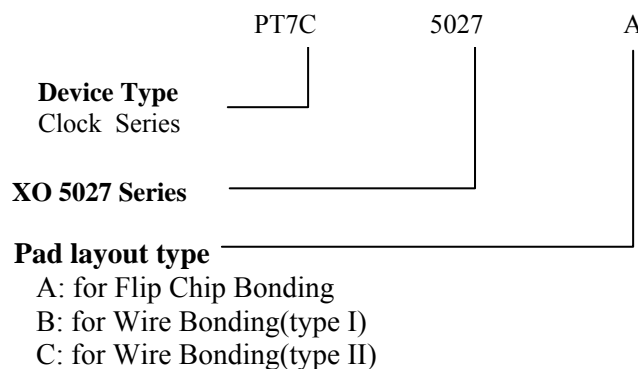 PT7C 5027 A
Device Type
Clock Series
XO 5027 Series
Pad layout type
A: for Flip Chip Bonding
B: for Wire Bonding(type I)
C: for Wire Bonding(type II)